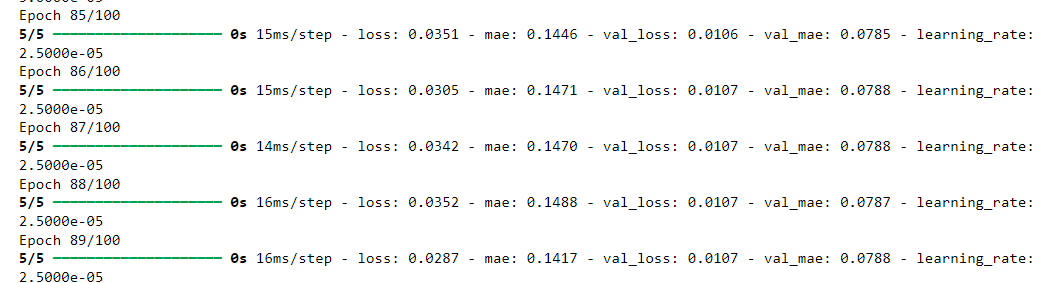 Epoch 85/100
5/5 ━━━━━━━━━━━━━━━━━━━━ 0s 15ms/step - loss: 0.0351 - mae: 0.1446 - val_loss: 0.0106 - val_mae: 0.0785 - learning_rate:
2.5000e-05
Epoch 86/100
5/5 ━━━━━━━━━━━━━━━━━━━━ 0s 15ms/step - loss: 0.0305 - mae: 0.1471 - val_loss: 0.0107 - val_mae: 0.0788 - learning_rate:
2.5000e-05
Epoch 87/100
5/5 ━━━━━━━━━━━━━━━━━━━━ 0s 14ms/step - loss: 0.0342 - mae: 0.1470 - val_loss: 0.0107 - val_mae: 0.0788 - learning_rate:
2.5000e-05
Epoch 88/100
5/5 ━━━━━━━━━━━━━━━━━━━━ 0s 16ms/step - loss: 0.0352 - mae: 0.1488 - val_loss: 0.0107 - val_mae: 0.0787 - learning_rate:
2.5000e-05
Epoch 89/100
5/5 ━━━━━━━━━━━━━━━━━━━━ 0s 16ms/step - loss: 0.0287 - mae: 0.1417 - val_loss: 0.0107 - val_mae: 0.0788 - learning_rate:
2.5000e-05